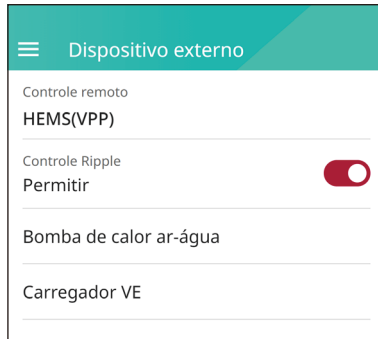 Dispositivo externo
Controle remoto
HEMS(VPP)
Controle Ripple
Permitir
Bomba de calor ar-água
Carregador VE